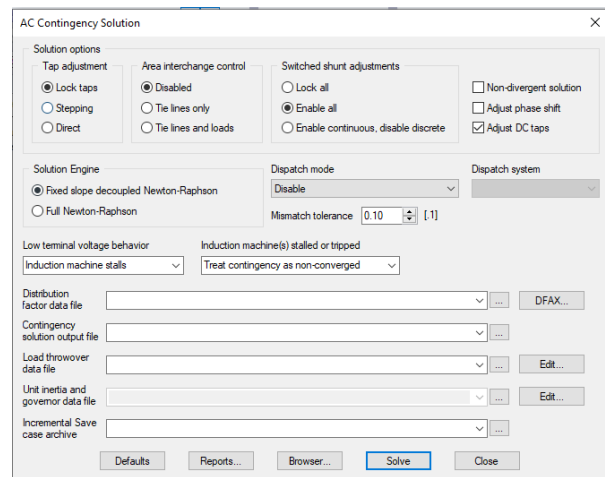 AC Contingency Solution
Solution options
Tap adjustment
Lock taps
Stepping
Direct
Area interchange control
Disabled
Tie lines only
Tie lines and loads
Switched shunt adjustments
Lock all
Enable all
Enable continuous, disable discrete
Non-divergent solution
Adjust phase shift
Adjust DC taps
Solution Engine
Fixed slope decoupled Newton-Raphson
Full Newton-Raphson
Dispatch mode
Disable
Dispatch system
Mismatch tolerance 0.10 [.1]
Low terminal voltage behavior
Induction machine stalls
Induction machine(s) stalled or tripped
Treat contingency as non-converged
Distribution
factor data file
... DFAX...
Contingency
solution output file
...
Load throwover
data file
... Edit...
Unit inertia and
governor data file
... Edit...
Incremental Save
case archive
...
Defaults Reports... Browser... Solve Close